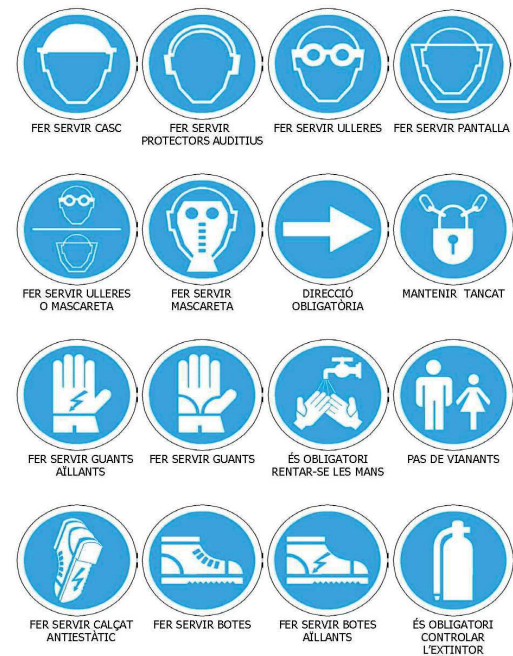 FER SERVIR CASC
FER SERVIR
PROTECTORS AUDITIUS
FER SERVIR ULLERES
FER SERVIR PANTALLA
FER SERVIR ULLERES
O MASCARETA
FER SERVIR
MASCARETA
DIRECCIÓ
OBLIGATÒRIA
MANTENIR TANCAT
FER SERVIR GUANTS
AÏLLANTS
FER SERVIR GUANTS
ÉS OBLIGATORI
RENTAR-SE LES MANS
PAS DE VIANANTS
FER SERVIR CALÇAT
ANTIESTÀTIC
FER SERVIR BOTES
FER SERVIR BOTES
AÏLLANTS
ÉS OBLIGATORI
CONTROLAR
L'EXTINTOR